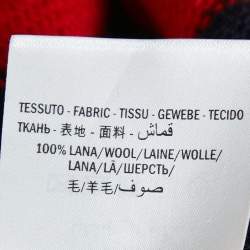 TESSUTO - FABRIC - TISSU - GEWEBE - TECIDO
ТКАНЬ - 表地 - 面料 - قماش
100% LANA/WOOL/LAINE/WOLLE/
LANA/LÃ/ШЕРСТЬ/
毛/羊毛/صوف